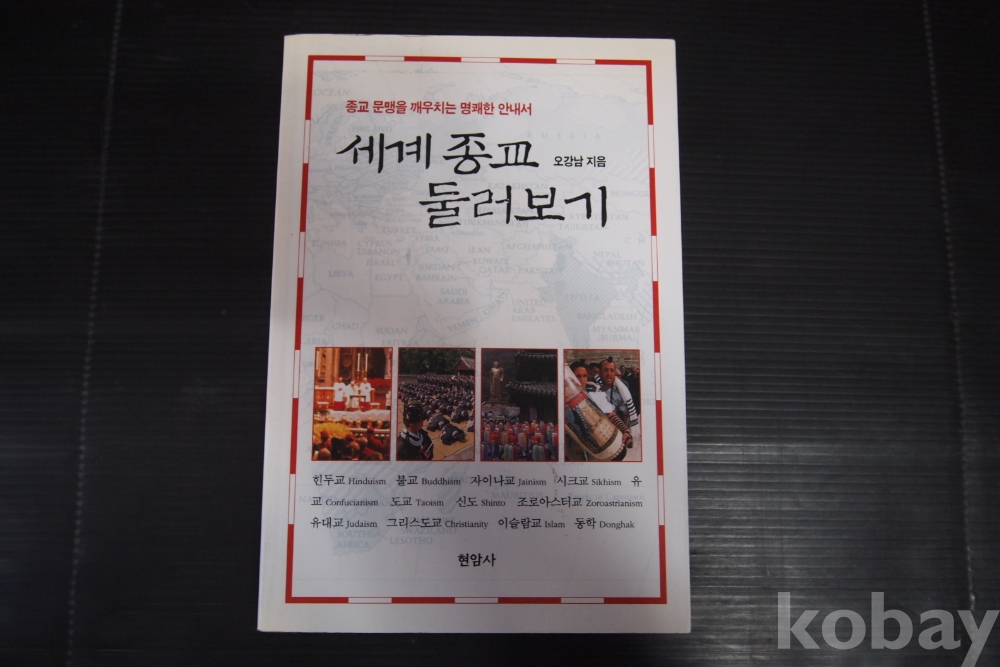 종교 문맹을 깨우치는 명쾌한 안내서
세계 종교 오강남 지음
둘러보기
힌두교 Hinduism 불교 Buddhism 자이나교 Jainism 시크교 Sikhism 유
교 Confucianism 도교 Taoism 신도 Shinto 조로아스터교 Zoroastrianism
유대교 Judaism 그리스도교 Christianity 이슬람교 Islam 동학 Donghak
현암사
kobay